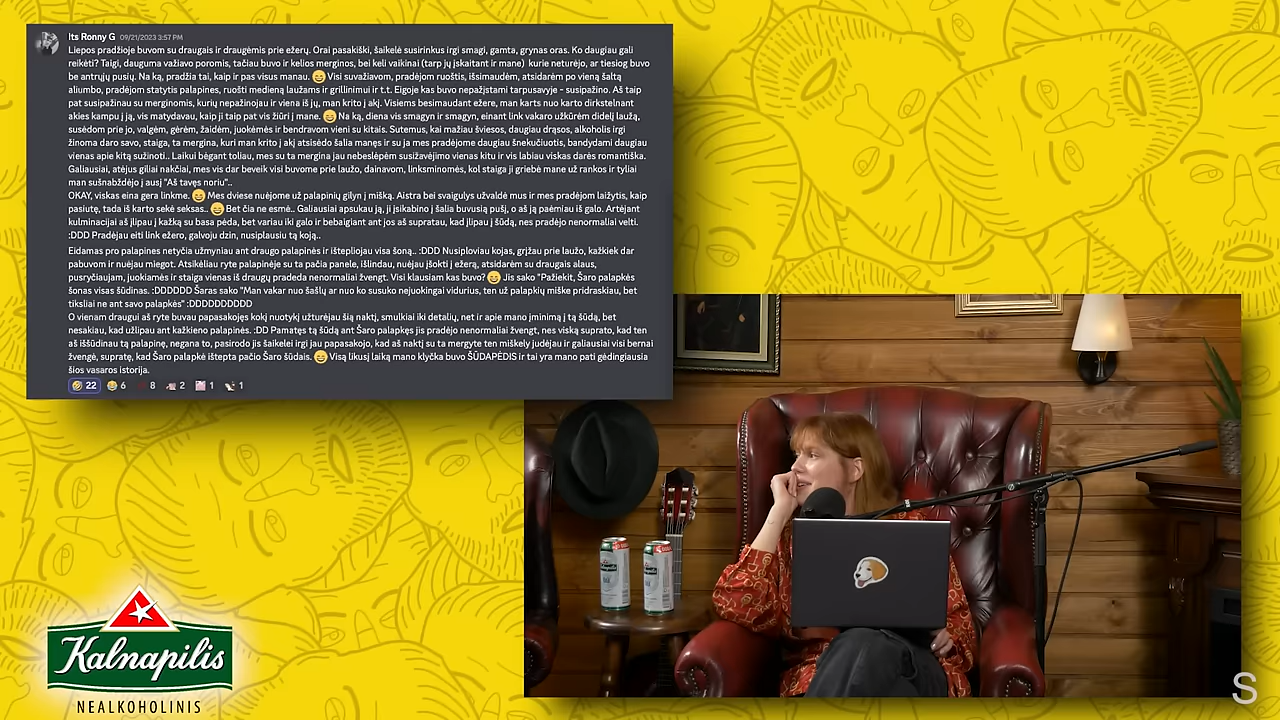 Its Ronny G 09/21/2023 3:57 PM
Liepos pradžioje buvom su draugais ir draugėmis prie ežerų. Orai pasakiški, šaikelė susirinkus irgi smagi, gamta, grynas oras. Ko daugiau gali
reikėti? Taigi, dauguma važiavo poromis, tačiau buvo ir kelios merginos, bei keli vaikinai (tarp jų įskaitant ir mane) kurie neturėjo, ar tiesiog buvo
be antrųjų pusių. Na ką, pradžia tai, kaip ir pas visus manau. 😄 Visi suvažiavom, pradėjom ruoštis, išsimaudėm, atsidarėm po vieną šaltą
aliumbo, pradėjom statytis palapines, ruošti medieną laužams ir grillinimui ir t.t. Eigoje kas buvo nepažįstami tarpusavyje - susipažino. Aš taip
pat susipažinau su merginomis, kurių nepažinojau ir viena iš jų, man krito į akį. Visiems besimaudant ežere, man karts nuo karto dirkstelnant
akies kampu į ją, vis matydavau, kaip ji taip pat vis žiūri į mane. 😄 Na ką, diena vis smagyn ir smagyn, einant link vakaro užkūrėm didelį laužą,
susėdom prie jo, valgėm, gėrėm, žaidėm, juokėmės ir bendravom vieni su kitais. Sutemus, kai mažiau šviesos, daugiau drąsos, alkoholis irgi
žinoma daro savo, staiga, ta mergina, kuri man krito į akį atsisėdo šalia manęs ir su ja mes pradėjome daugiau šnekučiuotis, bandydami daugiau
vienas apie kitą sužinoti.. Laikui bėgant toliau, mes su ta mergina jau nebeslėpėm susižavėjimo vienas kitu ir vis labiau viskas darės romantiška.
Galiausiai, atėjus giliai nakčiai, mes vis dar beveik visi buvome prie laužo, dainavom, linksminomės, kol staiga ji griebė mane už rankos ir tyliai
man sušnabždėjo į ausį "Aš tavęs noriu"..
OKAY, viskas eina gera linkme. 😄 Mes dviese nuėjome už palapinių gilyn į mišką. Aistra bei svaigulys užvaldė mus ir mes pradėjom laižytis, kaip
pasiutę, tada iš karto sekė seksas.. 😄 Bet čia ne esmė.. Galiausiai apsukau ją, ji įsikabino į šalia buvusią pušį, o aš ją paėmiau iš galo. Artėjant
kulminacijai aš įlipau į kažką su basa pėda, bet variau iki galo ir bebaigiant ant jos aš supratau, kad įlipau į šūdą, nes pradėjo nenormaliai velti.
:DDD Pradėjau eiti link ežero, galvoju dzin, nusiplausiu tą koją..
Eidamas pro palapines netyčia užmyniau ant draugo palapinės ir ištepliojau visa šoną.. :DDD Nusiploviau kojas, grįžau prie laužo, kažkiek dar
pabuvom ir nuėjau miegot. Atsikėliau ryte palapinėje su ta pačia panele, išlindau, nuėjau įšokti į ežerą, atsidarėm su draugais alaus,
pusryčiaujam, juokiamės ir staiga vienas iš draugų pradeda nenormaliai žvengt. Visi klausiam kas buvo? 😄 Jis sako "Pažiekit, Šaro palapkės
šonas visas šūdinas. :DDDDDD Šaras sako "Man vakar nuo šašlų ar nuo ko susuko nejuokingai vidurius, ten už palapkių miške pridraskiau, bet
tiksliai ne ant savo palapkės" :DDDDDDDDDD
O vienam draugui aš ryte buvau papasakojęs kokį nuotykį užturėjau šią naktį, smulkiai iki detalių, net ir apie mano įminimą į tą šūdą, bet
nesakiau, kad užlipau ant kažkieno palapinės. :DD Pamatęs tą šūdą ant Šaro palapkęs jis pradėjo nenormaliai žvengt, nes viską suprato, kad ten
aš iššūdinau tą palapinę, negana to, pasirodo jis šaikelei irgi jau papasakojo, kad aš naktį su ta mergyte ten miškely judėjau ir galiausiai visi bernai
žvengė, supratę, kad Šaro palapkė ištepta pačio Šaro šūdais. 😄 Visą likusį laiką mano klyčka buvo ŠŪDAPĖDIS ir tai yra mano pati gėdingiausia
šios vasaros istorija.
22 6 8 2 1 1
Kalnapilis
NEALKOHOLINIS
S